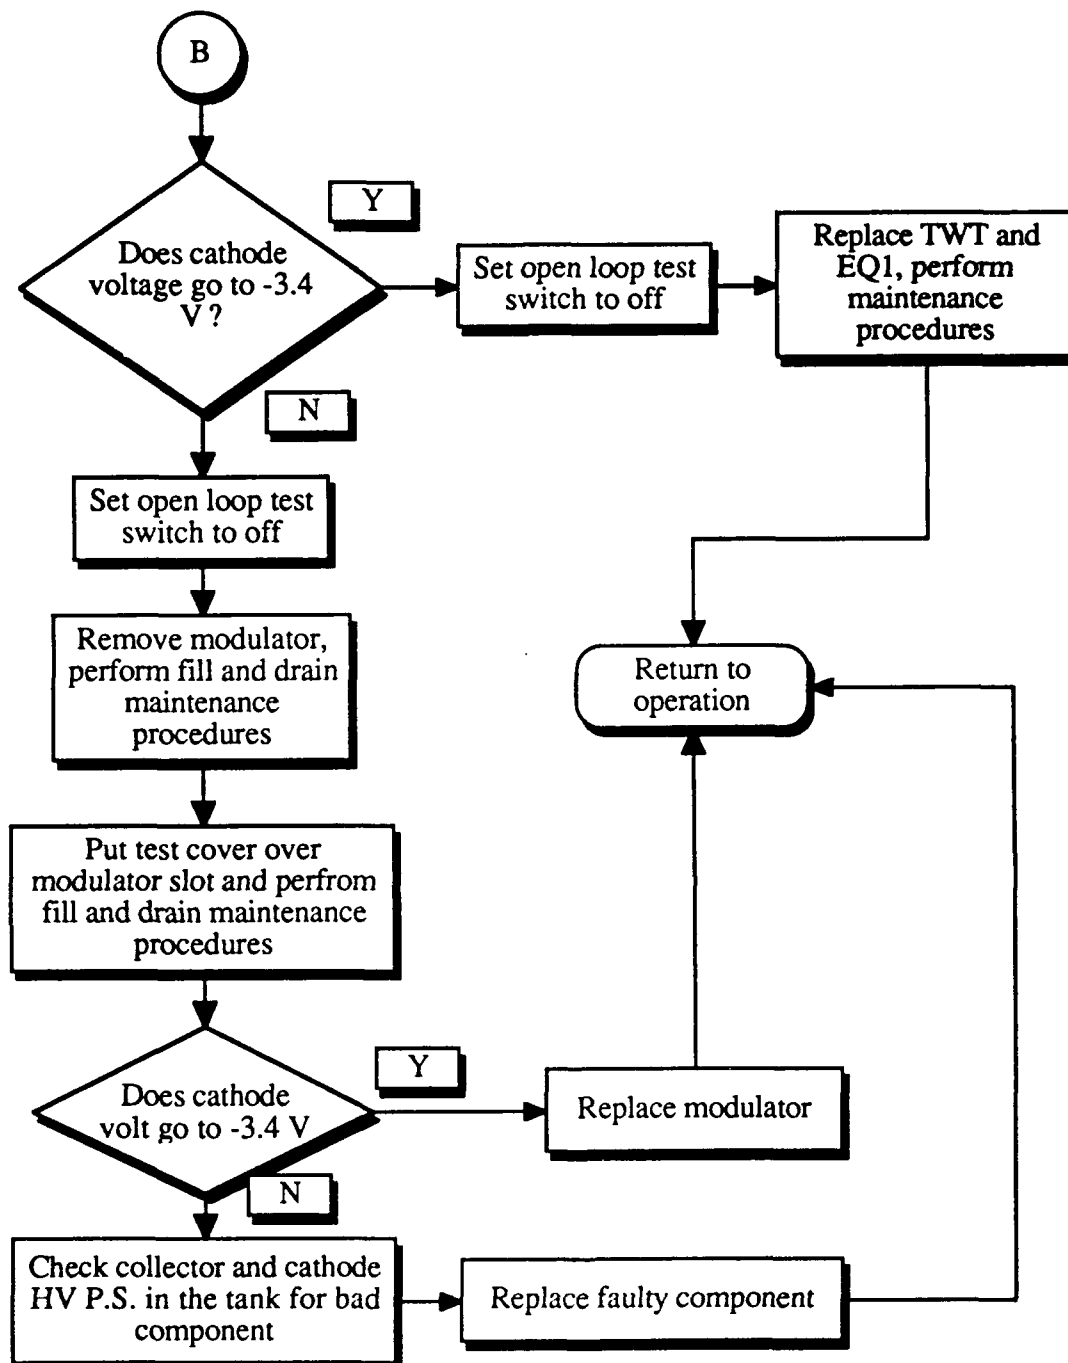 B
Y
Does cathode
voltage go to -3.4
V ?
Set open loop test
switch to off
Replace TWT and
EQ1, perform
maintenance
procedures
N
Set open loop test
switch to off
Remove modulator,
perform fill and drain
maintenance
procedures
Return to
operation
Put test cover over
modulator slot and perfrom
fill and drain maintenance
procedures
Y
Does cathode
volt go to -3.4 V
Replace modulator
N
Check collector and cathode
HV P.S. in the tank for bad
component
Replace faulty component